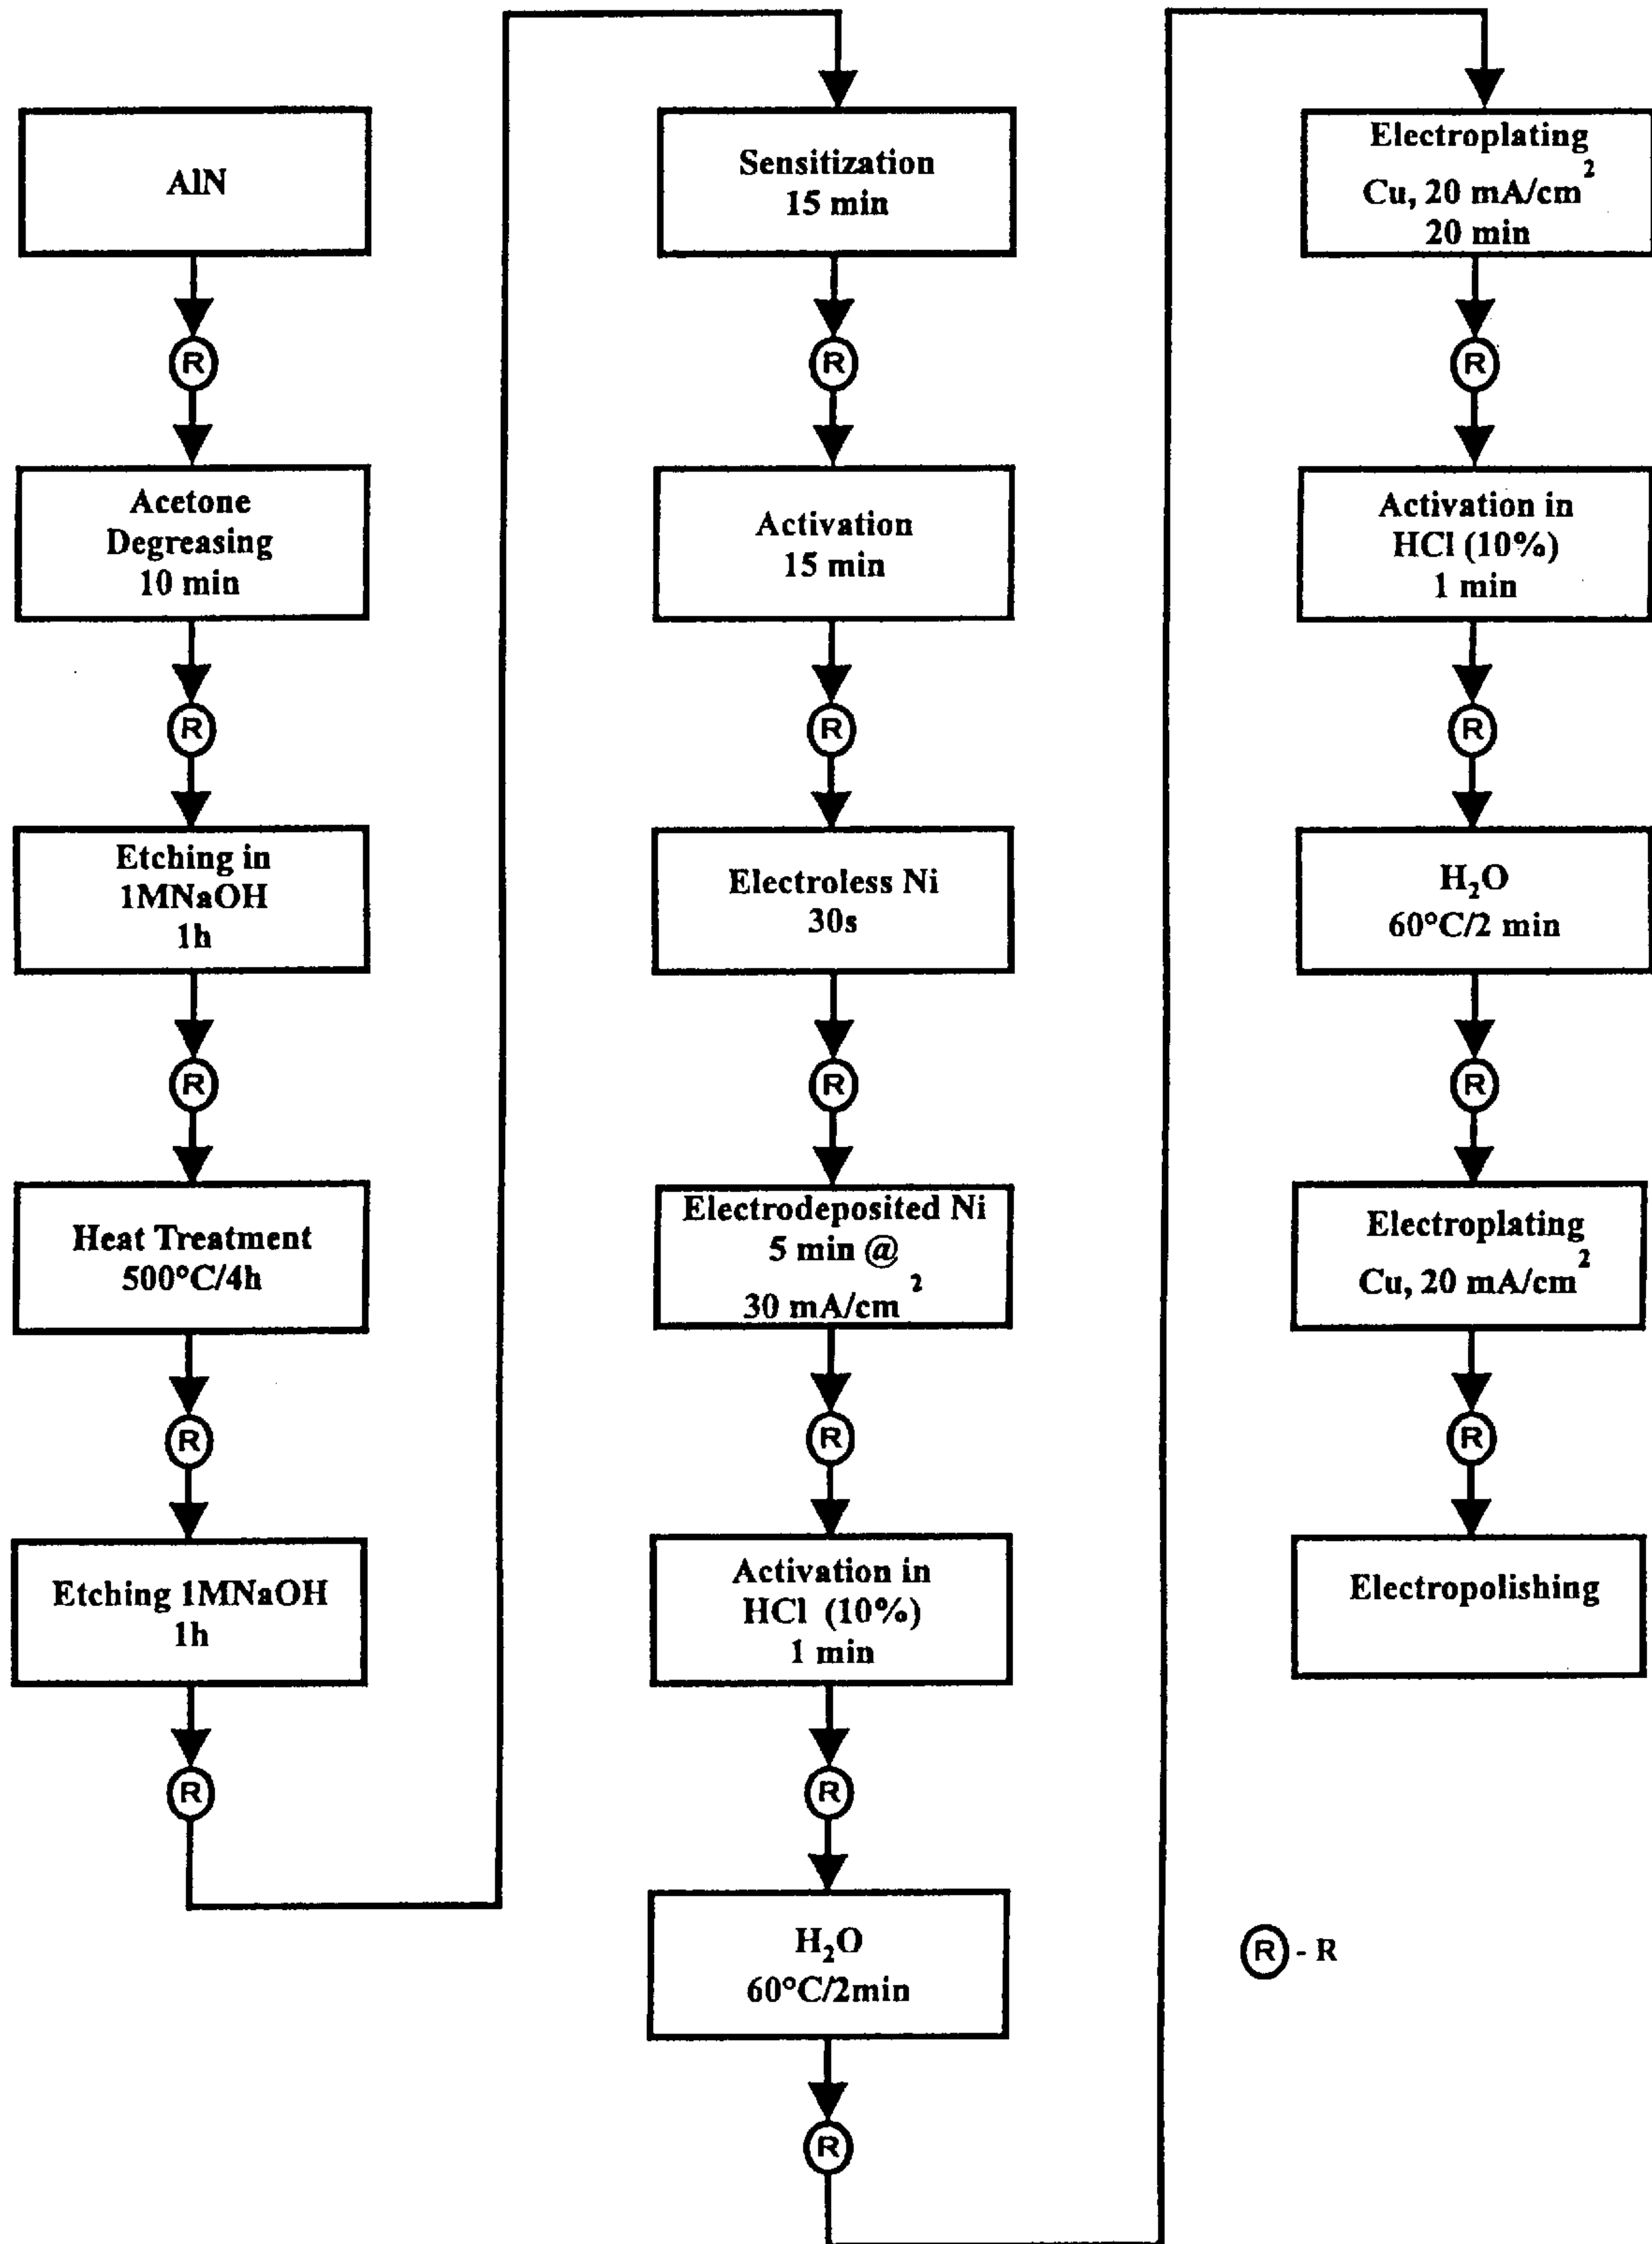 AlN
R
Acetone
Degreasing
10 min
R
Etching in
1MNaOH
1h
R
Heat Treatment
500°C/4h
R
Etching 1MNaOH
1h
R
Sensitization
15 min
R
Activation
15 min
R
Electroless Ni
30s
R
Electrodeposited Ni
5 min @
30 mA/cm²
R
Activation in
HCl (10%)
1 min
R
H₂O
60°C/2min
R
Electroplating
Cu, 20 mA/cm²
20 min
R
Activation in
HCl (10%)
1 min
R
H₂O
60°C/2 min
R
Electroplating
Cu, 20 mA/cm²
R
Electropolishing
R - R